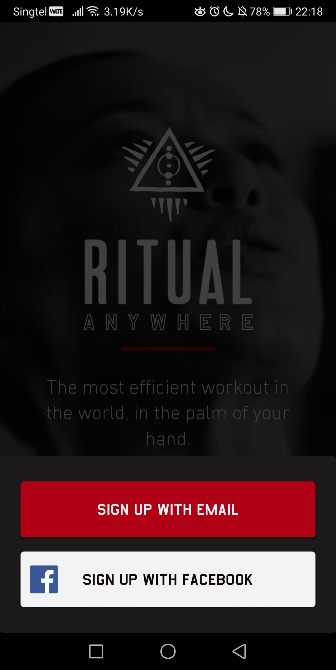 Singtel VoLTE 3.19K/s 78% 22:18
RITUAL
ANYWHERE
The most efficient workout in
the world, in the palm of your
hand.
SIGN UP WITH EMAIL
SIGN UP WITH FACEBOOK